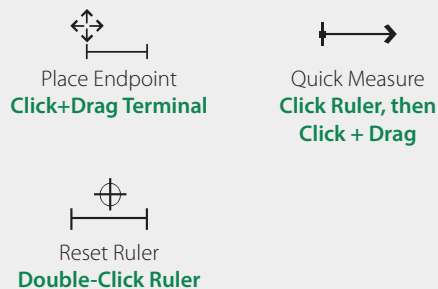 Place Endpoint
Click+Drag Terminal
Quick Measure
Click Ruler, then
Click + Drag
Reset Ruler
Double-Click Ruler